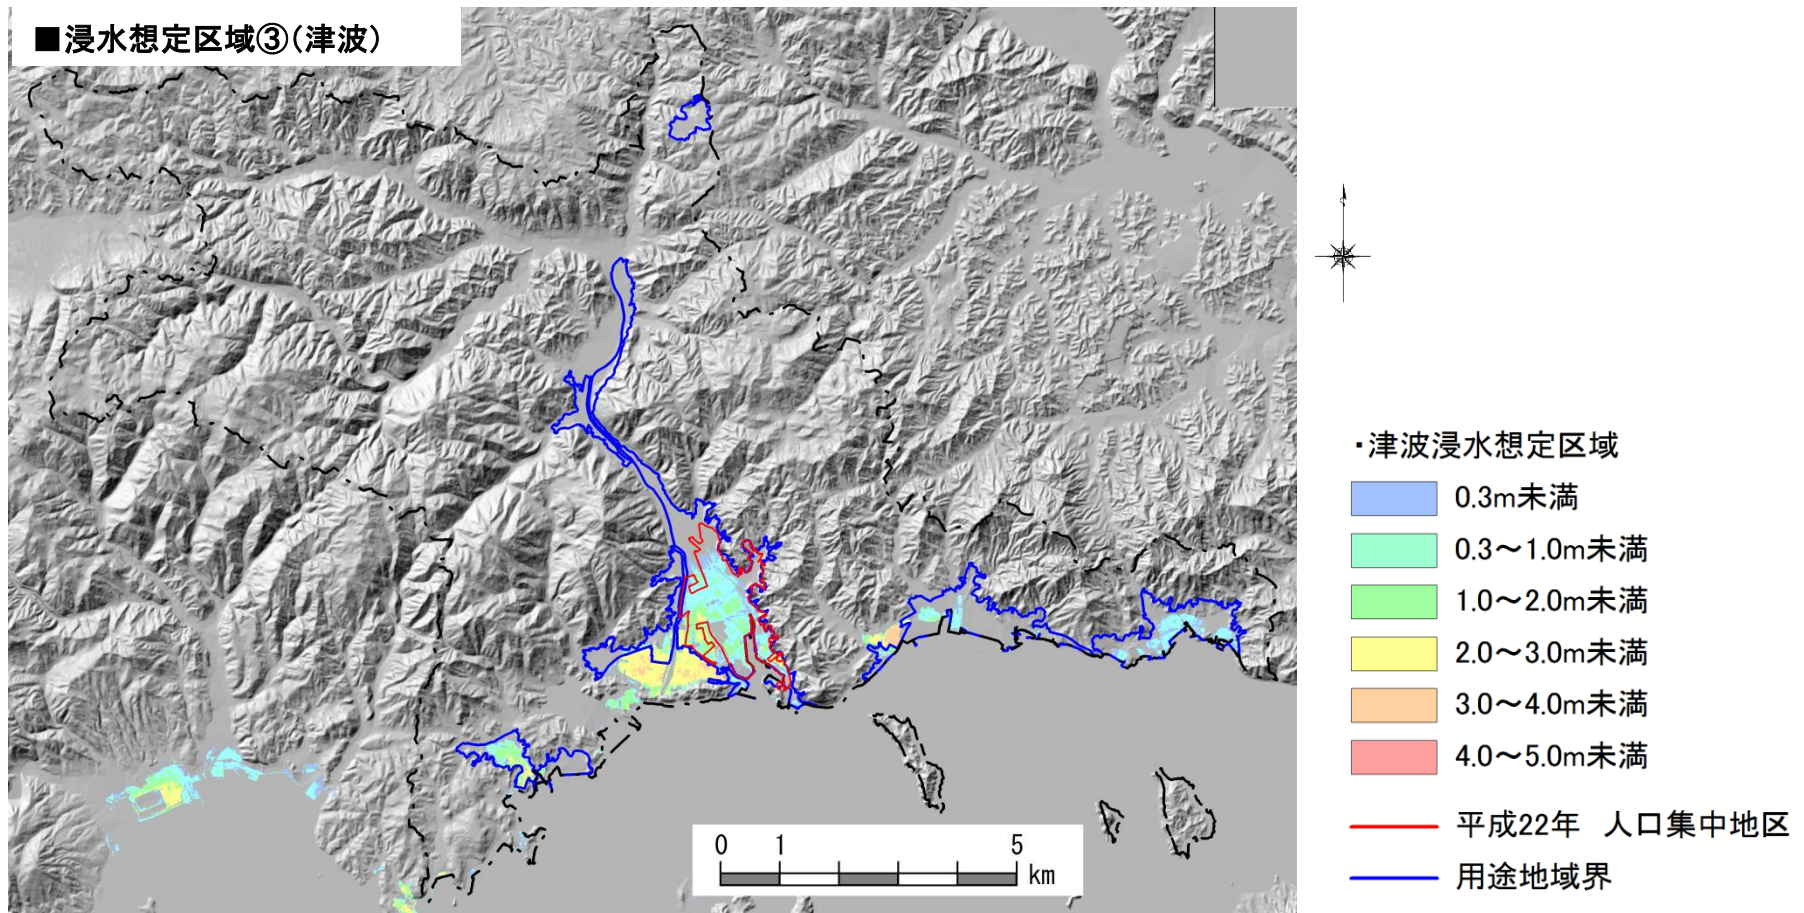 ■浸水想定区域③(津波)
・津波浸水想定区域
0.3m未満
0.3～1.0m未満
1.0～2.0m未満
2.0～3.0m未満
3.0～4.0m未満
4.0～5.0m未満
平成22年 人口集中地区
用途地域界
0 1 5
km